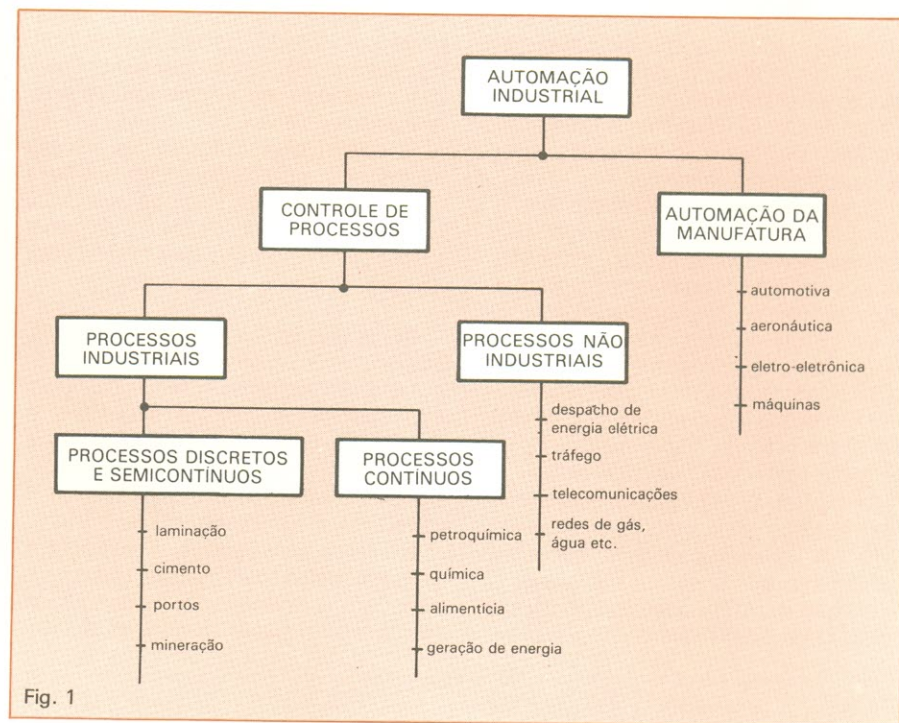 AUTOMAÇÃO
INDUSTRIAL
CONTROLE DE
PROCESSOS
AUTOMAÇÃO DA
MANUFATURA
automotiva
aeronáutica
eletro-eletrônica
máquinas
PROCESSOS
INDUSTRIAIS
PROCESSOS NÃO
INDUSTRIAIS
despacho de
energia elétrica
tráfego
telecomunicações
redes de gás,
água etc.
PROCESSOS DISCRETOS
E SEMICONTÍNUOS
laminação
cimento
portos
mineração
PROCESSOS
CONTÍNUOS
petroquímica
química
alimentícia
geração de energia
Fig. 1